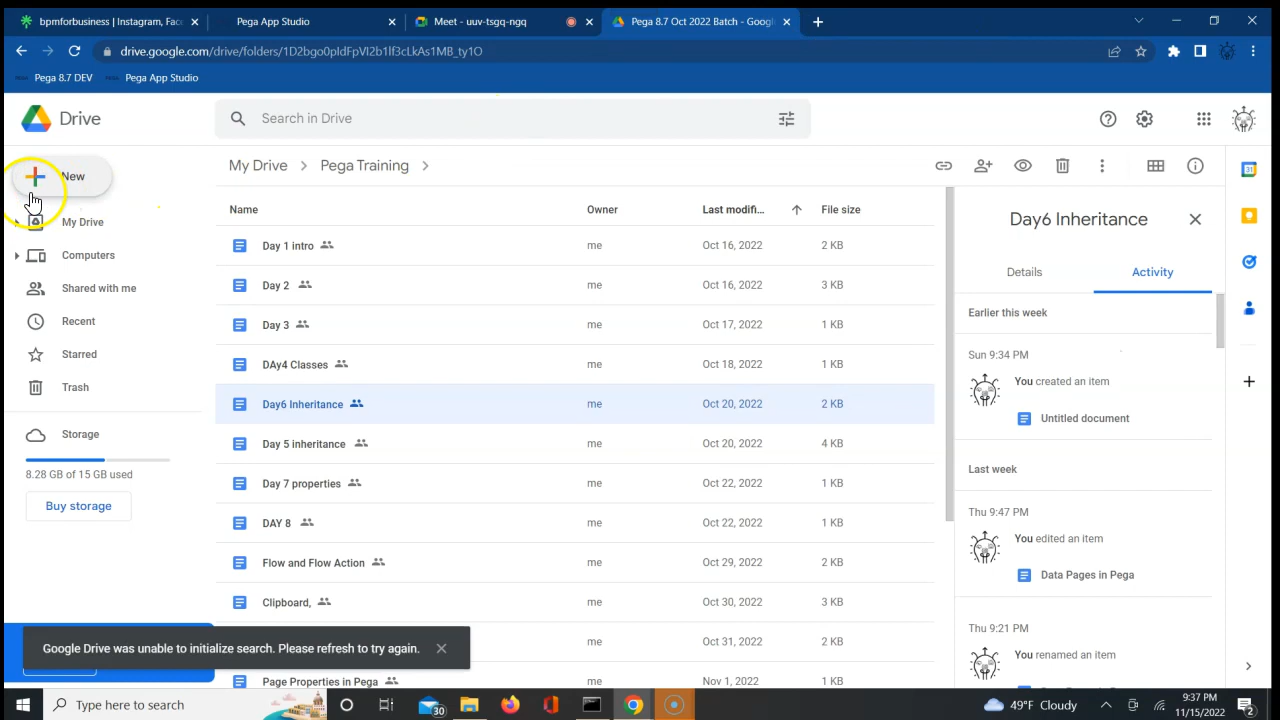 bpmforbusiness | Instagram, Fac
Pega App Studio
Meet - uuv-tsgq-ngq
Pega 8.7 Oct 2022 Batch - Googl
drive.google.com/drive/folders/1D2bgo0pIdFpVI2b1lf3cLkAs1MB_ty1O
PEGA Pega 8.7 DEV
PEGA Pega App Studio
Drive
Search in Drive
New
My Drive
Computers
Shared with me
Recent
Starred
Trash
Storage
8.28 GB of 15 GB used
Buy storage
My Drive
Pega Training
Name
Owner
Last modifi...
File size
Day 1 intro
me
Oct 16, 2022
2 KB
Day 2
me
Oct 16, 2022
3 KB
Day 3
me
Oct 17, 2022
1 KB
DAy4 Classes
me
Oct 18, 2022
1 KB
Day6 Inheritance
me
Oct 20, 2022
2 KB
Day 5 inheritance
me
Oct 20, 2022
4 KB
Day 7 properties
me
Oct 22, 2022
1 KB
DAY 8
me
Oct 22, 2022
1 KB
Flow and Flow Action
me
Oct 29, 2022
2 KB
Clipboard,
me
Oct 30, 2022
3 KB
me
Oct 31, 2022
2 KB
Page Properties in Pega
me
Nov 1, 2022
1 KB
Day6 Inheritance
Details
Activity
Earlier this week
Sun 9:34 PM
You created an item
Untitled document
Last week
Thu 9:47 PM
You edited an item
Data Pages in Pega
Thu 9:21 PM
You renamed an item
31
Google Drive was unable to initialize search. Please refresh to try again.
Type here to search
30
49°F Cloudy
9:37 PM
11/15/2022
2